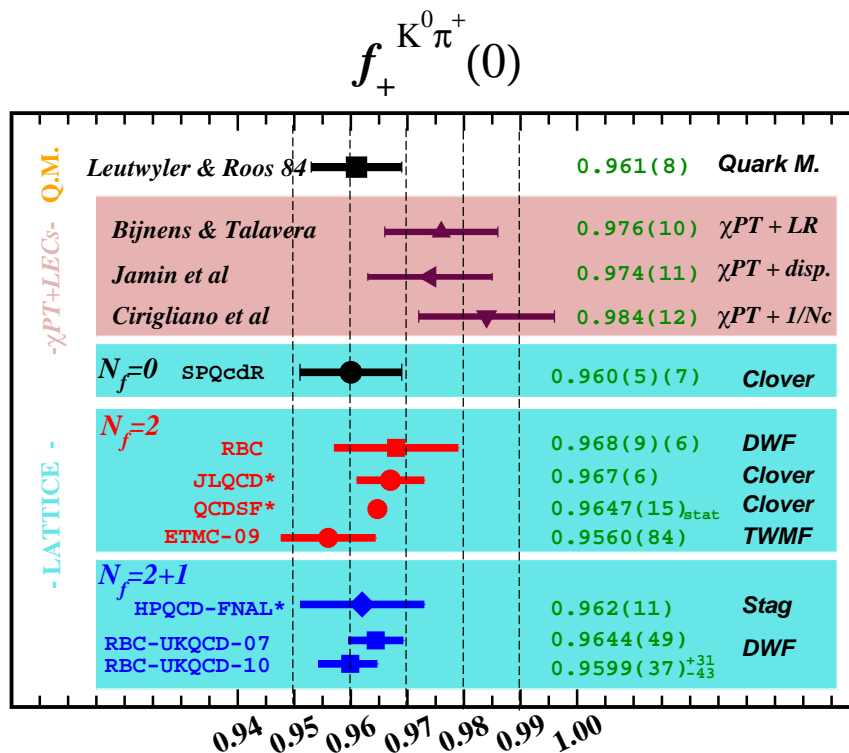 f₊^{K⁰π⁺}(0)
Q.M.
Leutwyler & Roos 84 0.961(8) Quark M.
-χPT+LECs-
Bijnens & Talavera 0.976(10) χPT + LR
Jamin et al 0.974(11) χPT + disp.
Cirigliano et al 0.984(12) χPT + 1/Nc
- LATTICE -
N_f=0 SPQcdR 0.960(5)(7) Clover
N_f=2
RBC 0.968(9)(6) DWF
JLQCD* 0.967(6) Clover
QCDSF* 0.9647(15)_stat Clover
ETMC-09 0.9560(84) TWMF
N_f=2+1
HPQCD-FNAL* 0.962(11) Stag
RBC-UKQCD-07 0.9644(49) DWF
RBC-UKQCD-10 0.9599(37)^{+31}_{-43}
0.94 0.95 0.96 0.97 0.98 0.99 1.00